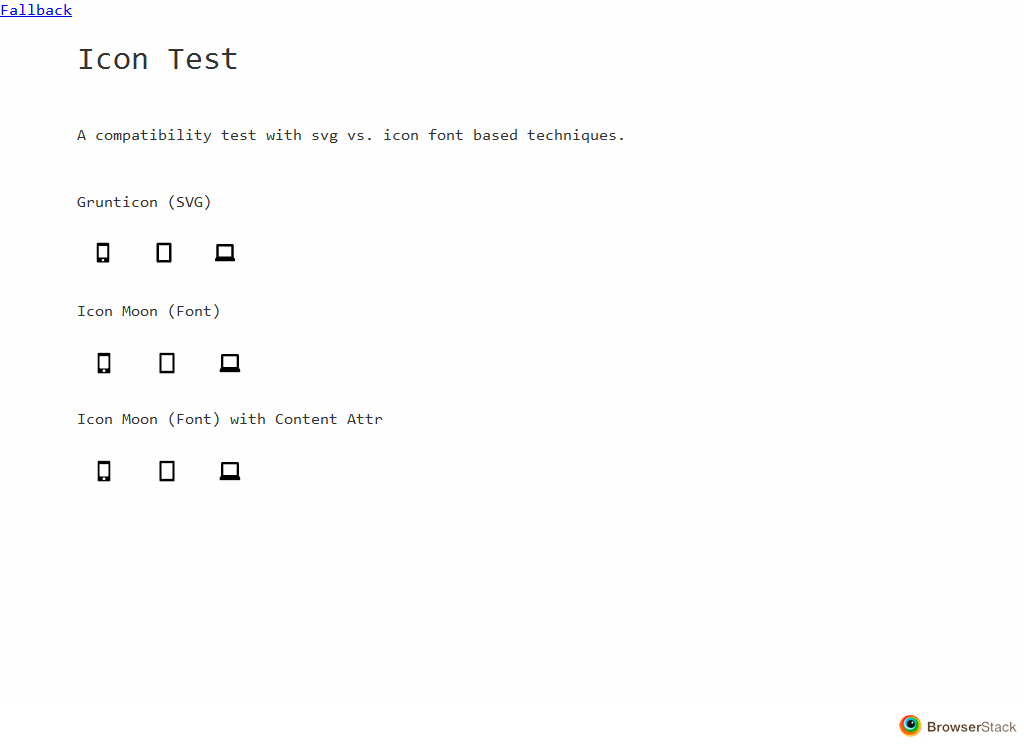 Fallback
Icon Test
A compatibility test with svg vs. icon font based techniques.
Grunticon (SVG)
Icon Moon (Font)
Icon Moon (Font) with Content Attr
BrowserStack